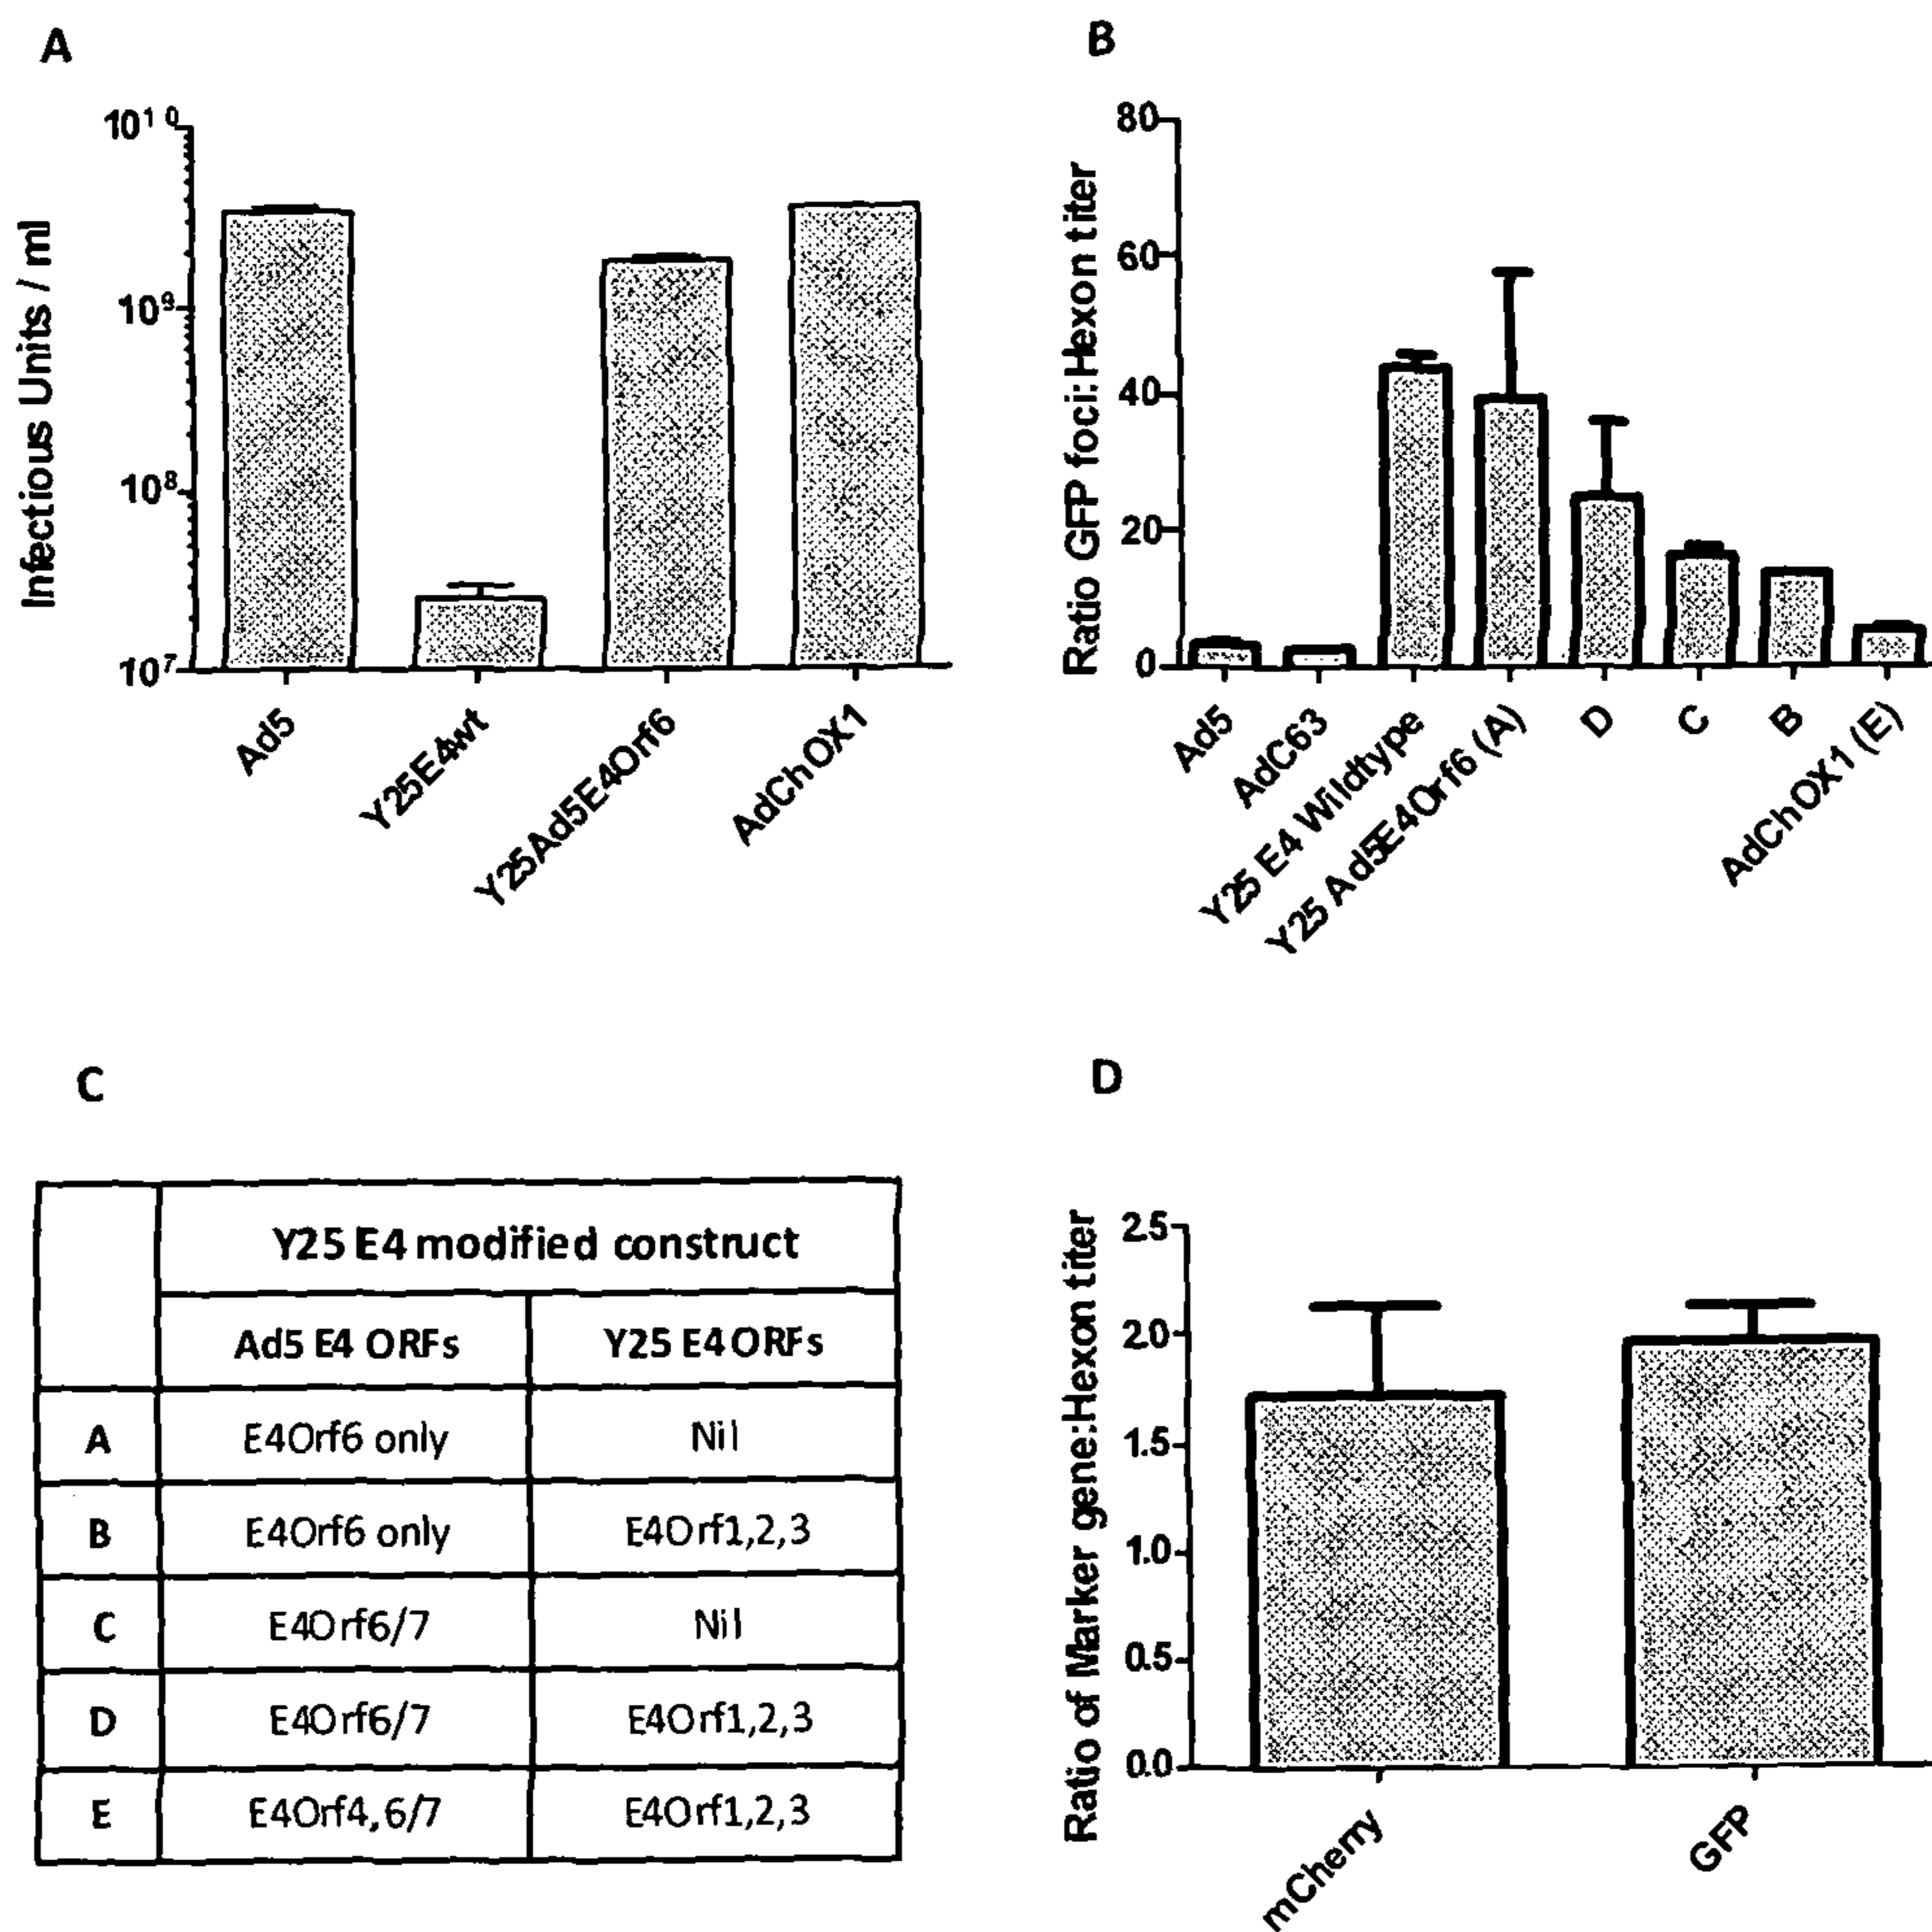 A
Infectious Units / ml
10¹⁰
10⁹
10⁸
10⁷
Ad5
Y25E4wt
Y25Ad5E4Orf6
AdChOX1
B
Ratio GFP foci:Hexon titer
80
60
40
20
0
Ad5
AdC63
Y25 E4 Wildtype
Y25 Ad5E4Orf6 (A)
D
C
B
AdChOX1 (E)
C
Y25 E4 modified construct
Ad5 E4 ORFs Y25 E4 ORFs
A E4Orf6 only Nil
B E4Orf6 only E4Orf1,2,3
C E4Orf6/7 Nil
D E4Orf6/7 E4Orf1,2,3
E E4Orf4,6/7 E4Orf1,2,3
D
Ratio of Marker gene:Hexon titer
2.5
2.0
1.5
1.0
0.5
0.0
mCherry
GFP